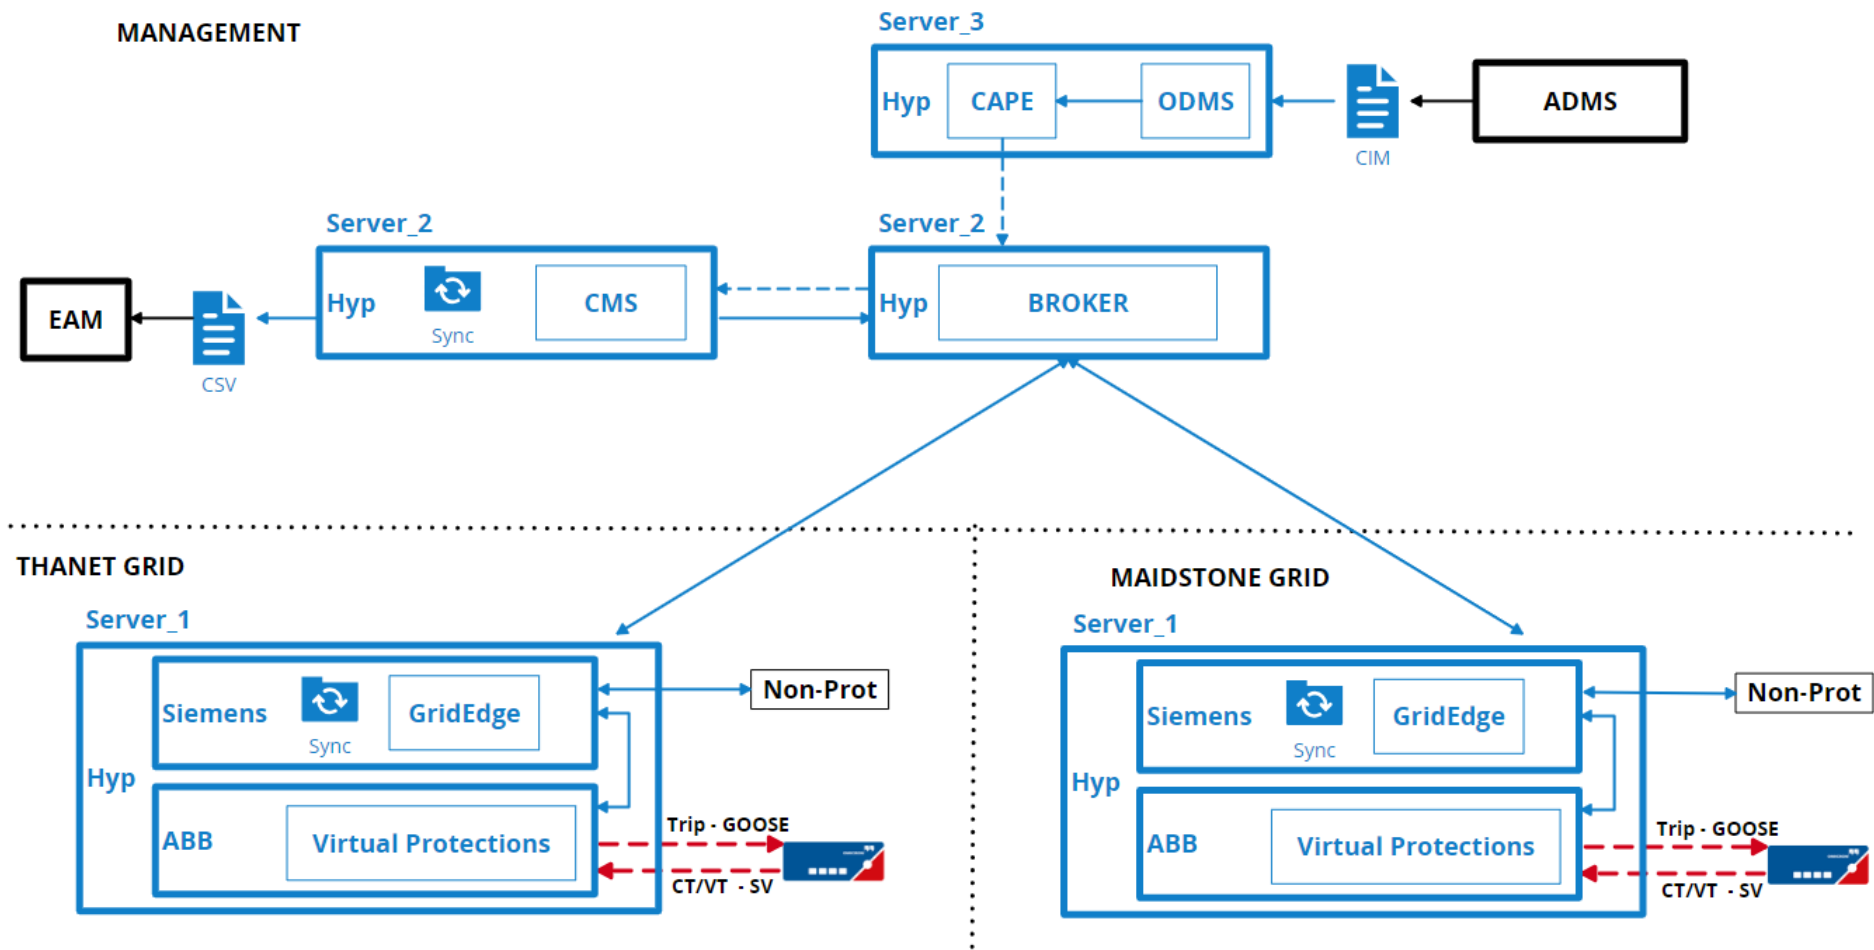 MANAGEMENT
Server_3
Hyp
CAPE
ODMS
CIM
ADMS
Server_2
Hyp
Sync
CMS
Server_2
Hyp
BROKER
EAM
CSV
THANET GRID
Server_1
Hyp
Siemens
Sync
GridEdge
Non-Prot
ABB
Virtual Protections
Trip - GOOSE
CT/VT - SV
MAIDSTONE GRID
Server_1
Hyp
Siemens
Sync
GridEdge
Non-Prot
ABB
Virtual Protections
Trip - GOOSE
CT/VT - SV